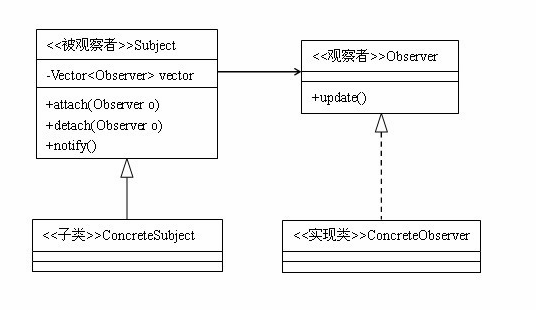 <<被观察者>>Subject
-Vector<Observer> vector
+attach(Observer o)
+detach(Observer o)
+notify()
<<观察者>>Observer
+update()
<<子类>>ConcreteSubject
<<实现类>>ConcreteObserver